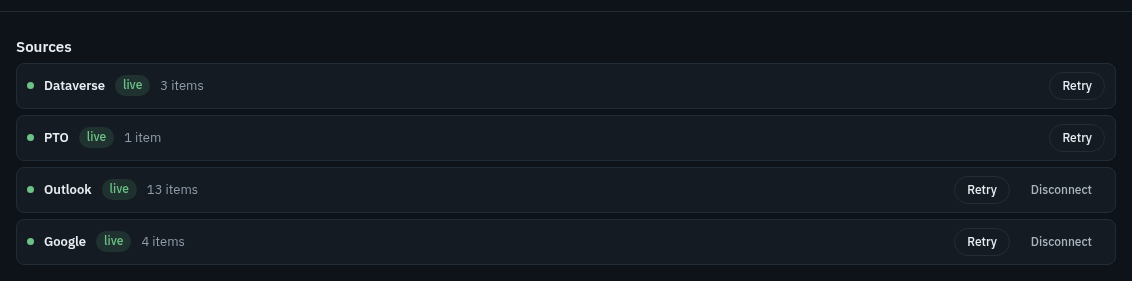 Sources
Dataverse live 3 items Retry
PTO live 1 item Retry
Outlook live 13 items Retry Disconnect
Google live 4 items Retry Disconnect